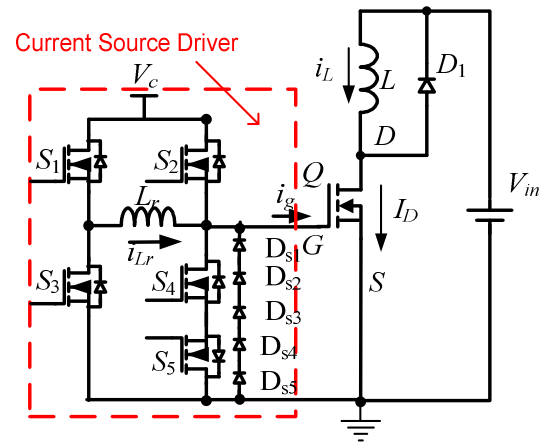 Current Source Driver
V_c
i_L
L
D_1
S_1
S_2
D
L_r
Q
i_g
I_D
V_in
i_Lr
G
D_s1
S_3
S_4
D_s2
S
D_s3
S_5
D_s4
D_s5